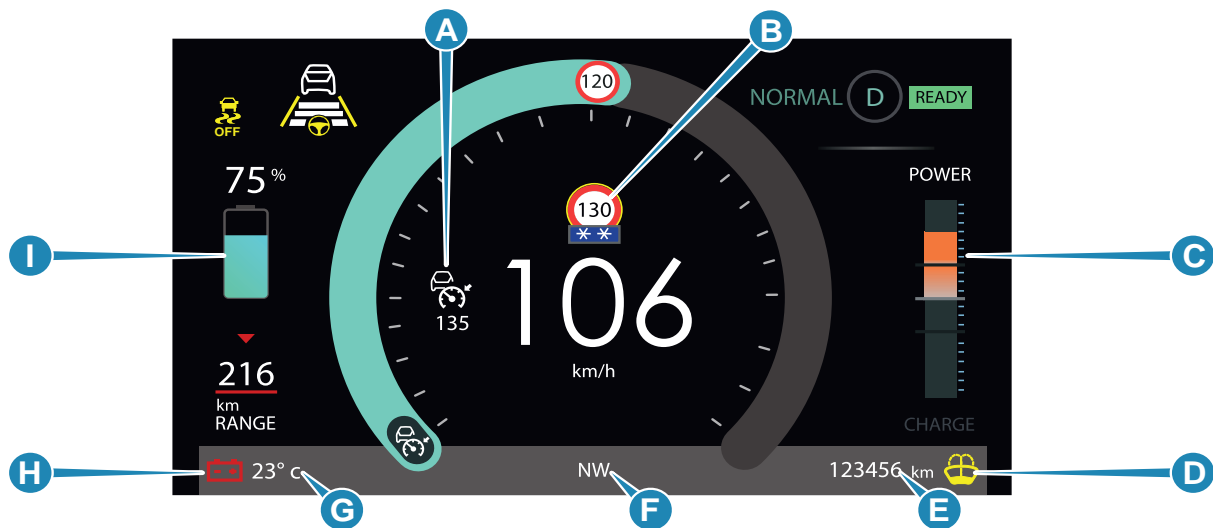 A
B
120
NORMAL D READY
OFF
75 %
130
POWER
I
C
135
106
km/h
216
km
RANGE
CHARGE
H
23° C
NW
123456 km
D
G
F
E